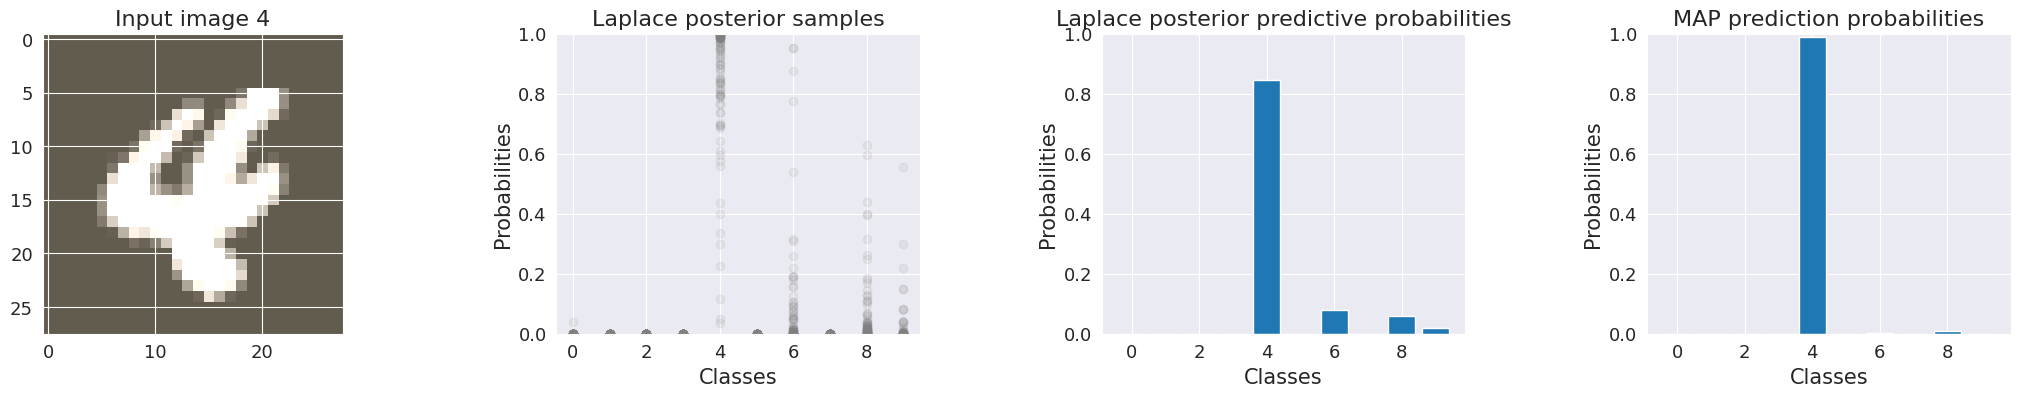 Input image 4
0
5
10
15
20
25
0 10 20
4
Laplace posterior samples
Probabilities
1.0
0.8
0.6
0.4
0.2
0.0
0 2 4 6 8
Classes
Laplace posterior predictive probabilities
Probabilities
1.0
0.8
0.6
0.4
0.2
0.0
0 2 4 6 8
Classes
MAP prediction probabilities
Probabilities
1.0
0.8
0.6
0.4
0.2
0.0
0 2 4 6 8
Classes